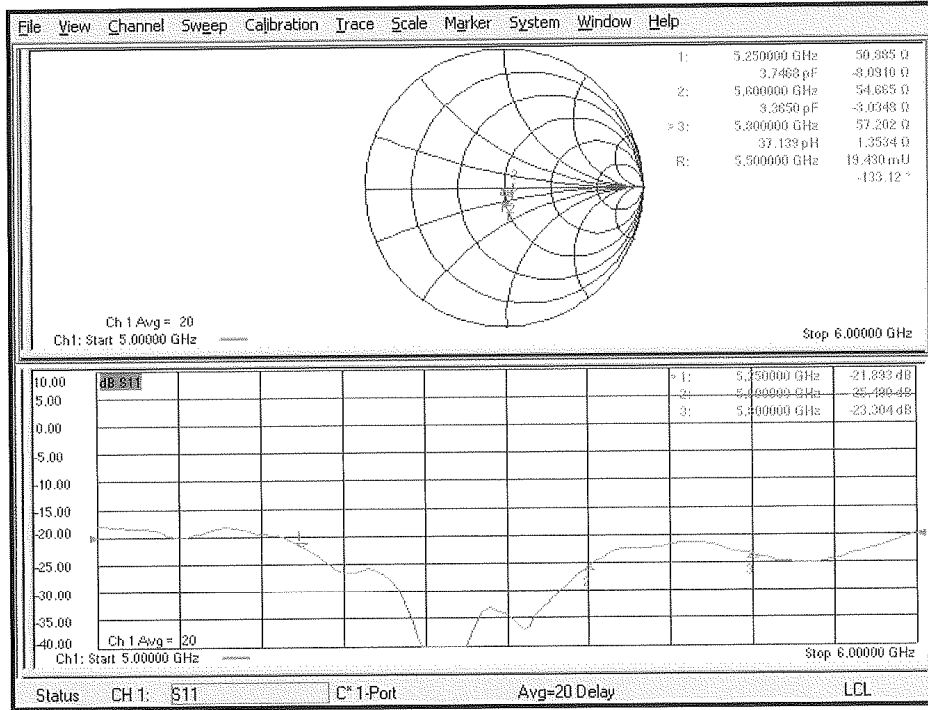 File View Channel Sweep Calibration Trace Scale Marker System Window Help
1: 5.250000 GHz 50.885 Ω
3.7468 pF -8.0910 Ω
2: 5.600000 GHz 54.665 Ω
9.3650 pF -3.0348 Ω
> 3: 5.800000 GHz 57.202 Ω
37.139 pH 1.3534 Ω
R: 5.500000 GHz 19.430 mU
-133.12 °
Ch 1 Avg = 20
Ch1: Start 5.00000 GHz
Stop 6.00000 GHz
10.00
dB S11
5.00
0.00
-5.00
-10.00
-15.00
-20.00
-25.00
-30.00
-35.00
-40.00
> 1: 5.250000 GHz -21.893 dB
2: GHz dB
3: GHz -23.304 dB
1
2
3
Ch 1 Avg = 20
Ch1: Start 5.00000 GHz
Stop 6.00000 GHz
Status CH 1: S11 C* 1-Port Avg=20 Delay LCL